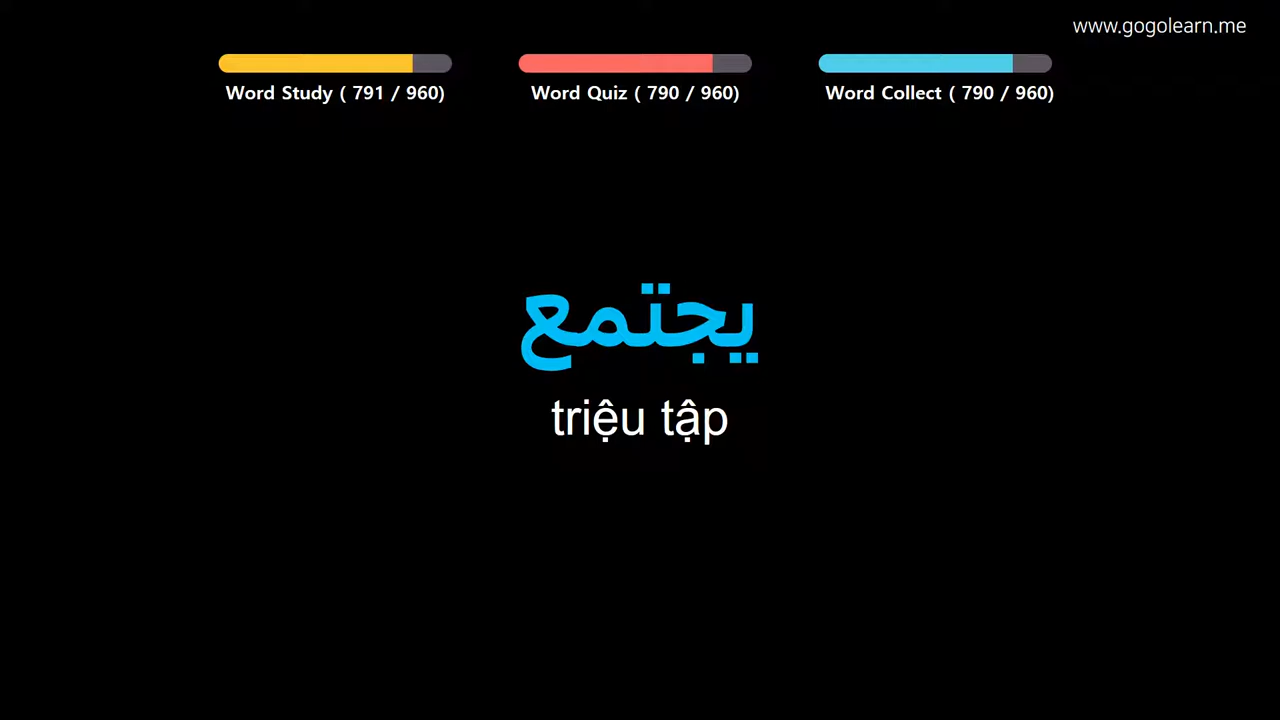 www.gogolearn.me
Word Study ( 791 / 960)
Word Quiz ( 790 / 960)
Word Collect ( 790 / 960)
يجتمع
triệu tập